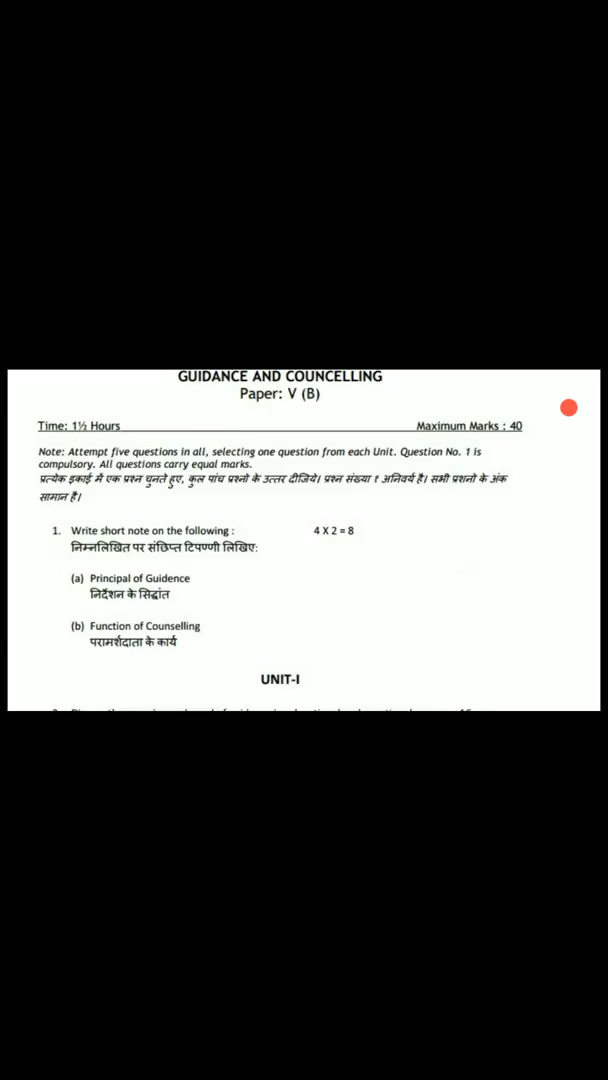 GUIDANCE AND COUNCELLING
Paper: V (B)
Time: 1½ Hours Maximum Marks : 40
Note: Attempt five questions in all, selecting one question from each Unit. Question No. 1 is
compulsory. All questions carry equal marks.
प्रत्येक इकाई में एक प्रश्न चुनते हुए, कुल पांच प्रश्नो के उत्तर दीजिये। प्रश्न संख्या १ अनिवर्य है। सभी प्रशनो के अंक
सामान है।
1. Write short note on the following : 4 X 2 = 8
निम्नलिखित पर संछिप्त टिपण्णी लिखिए:
(a) Principal of Guidence
निर्देशन के सिद्धांत
(b) Function of Counselling
परामर्शदाता के कार्य
UNIT-I